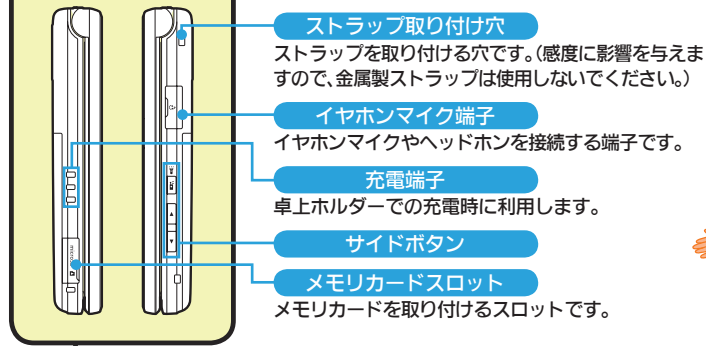 ストラップ取り付け穴
ストラップを取り付ける穴です。（感度に影響を与えま
すので、金属製ストラップは使用しないでください。）
イヤホンマイク端子
イヤホンマイクやヘッドホンを接続する端子です。
充電端子
卓上ホルダーでの充電時に利用します。
サイドボタン
メモリカードスロット
メモリカードを取り付けるスロットです。